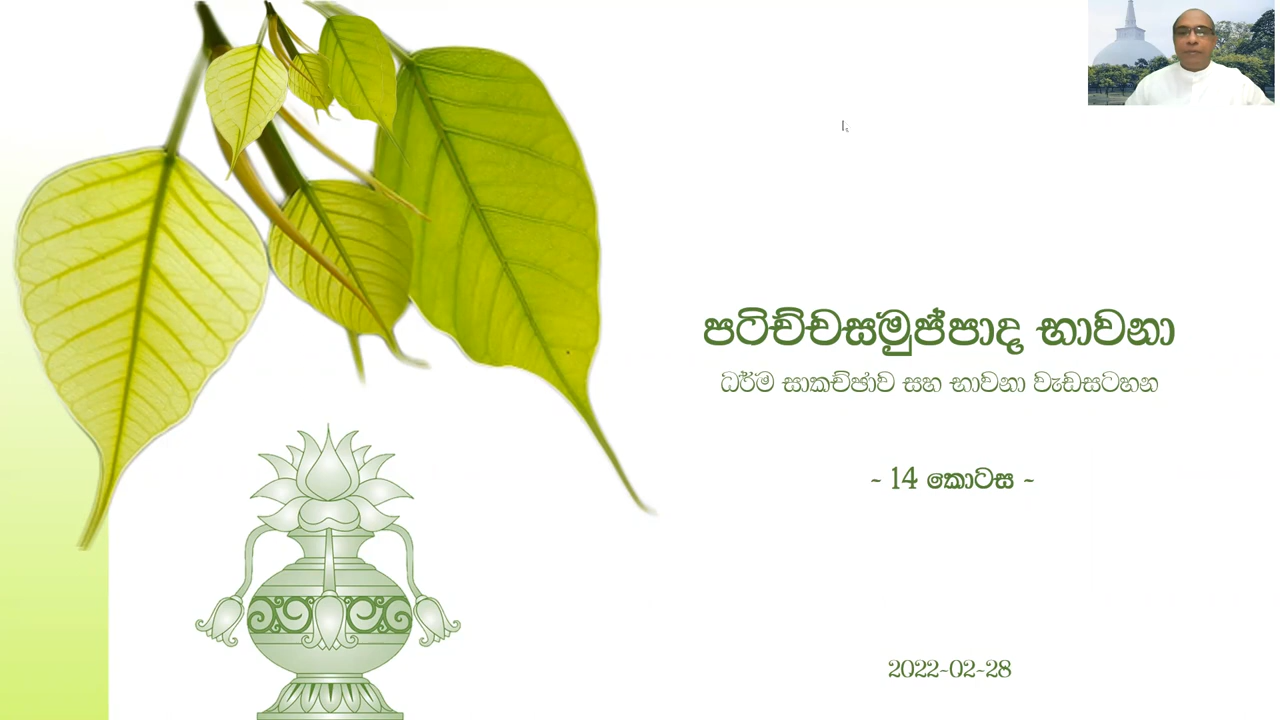 පටිච්චසමුප්පාද භාවනා
ධර්ම සාකච්ඡාව සහ භාවනා වැඩසටහන
~ 14 කොටස ~
2022-02-28